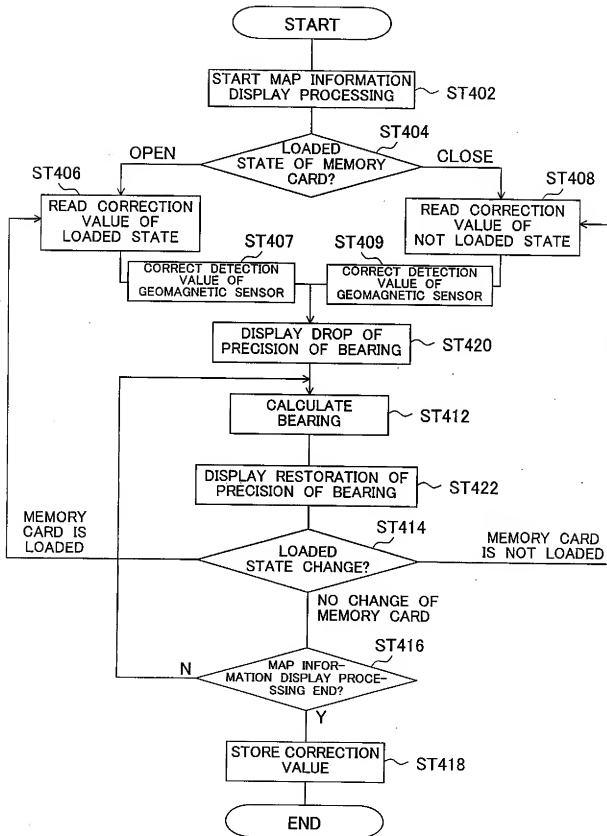 START
START MAP INFORMATION
DISPLAY PROCESSING
ST402
ST404
LOADED
STATE OF MEMORY
CARD?
OPEN
CLOSE
ST406
READ CORRECTION
VALUE OF
LOADED STATE
ST408
READ CORRECTION
VALUE OF
NOT LOADED STATE
ST407
CORRECT DETECTION
VALUE OF
GEOMAGNETIC SENSOR
ST409
CORRECT DETECTION
VALUE OF
GEOMAGNETIC SENSOR
DISPLAY DROP OF
PRECISION OF BEARING
ST420
CALCULATE
BEARING
ST412
DISPLAY RESTORATION OF
PRECISION OF BEARING
ST422
MEMORY
CARD IS
LOADED
ST414
LOADED
STATE CHANGE?
MEMORY CARD
IS NOT LOADED
NO CHANGE OF
MEMORY CARD
ST416
MAP INFOR-
MATION DISPLAY PROCE-
SSING END?
N
Y
STORE CORRECTION
VALUE
ST418
END